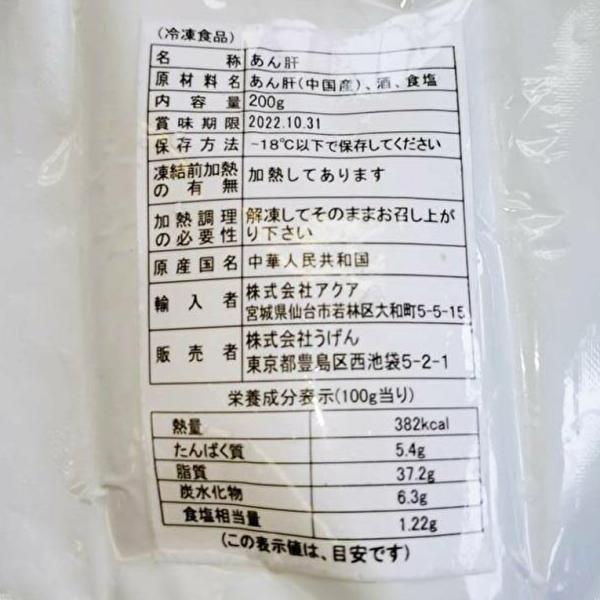 (冷凍食品)
名称 あん肝
原材料名 あん肝(中国産)、酒、食塩
内容量 200g
賞味期限 2022.10.31
保存方法 -18℃以下で保存してください
凍結前加熱の有無 加熱してあります
加熱調理の必要性 解凍してそのままお召し上がり下さい
原産国名 中華人民共和国
輸入者 株式会社アクア
宮城県仙台市若林区大和町5-5-15
販売者 株式会社うげん
東京都豊島区西池袋5-2-1
栄養成分表示(100g当り)
熱量 382kcal
たんぱく質 5.4g
脂質 37.2g
炭水化物 6.3g
食塩相当量 1.22g
(この表示値は、目安です)